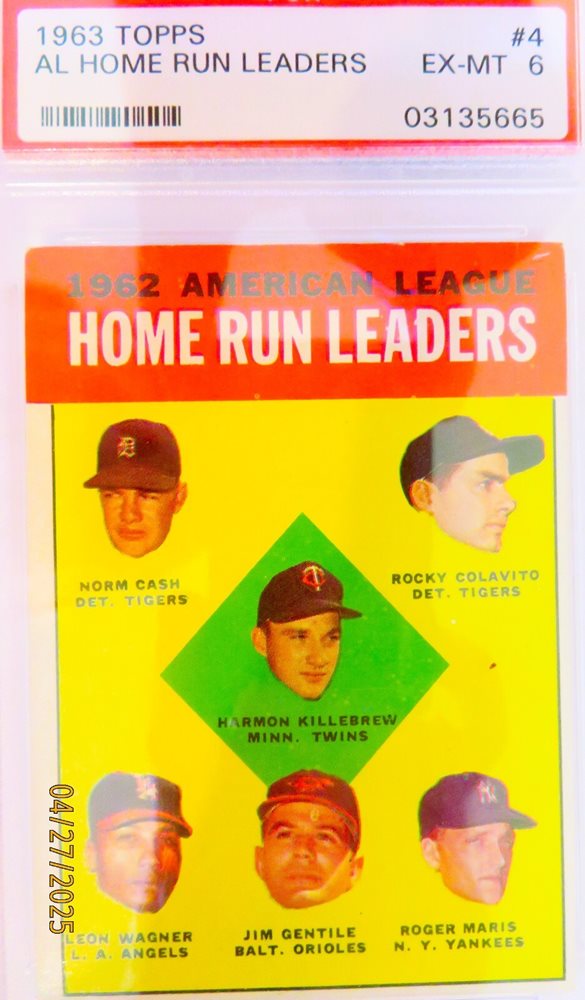 1963 TOPPS #4
AL HOME RUN LEADERS EX-MT 6
03135665
1962 AMERICAN LEAGUE
HOME RUN LEADERS
NORM CASH
DET. TIGERS
ROCKY COLAVITO
DET. TIGERS
HARMON KILLEBREW
MINN. TWINS
LEON WAGNER
L. A. ANGELS
JIM GENTILE
BALT. ORIOLES
ROGER MARIS
N. Y. YANKEES
04/27/2025